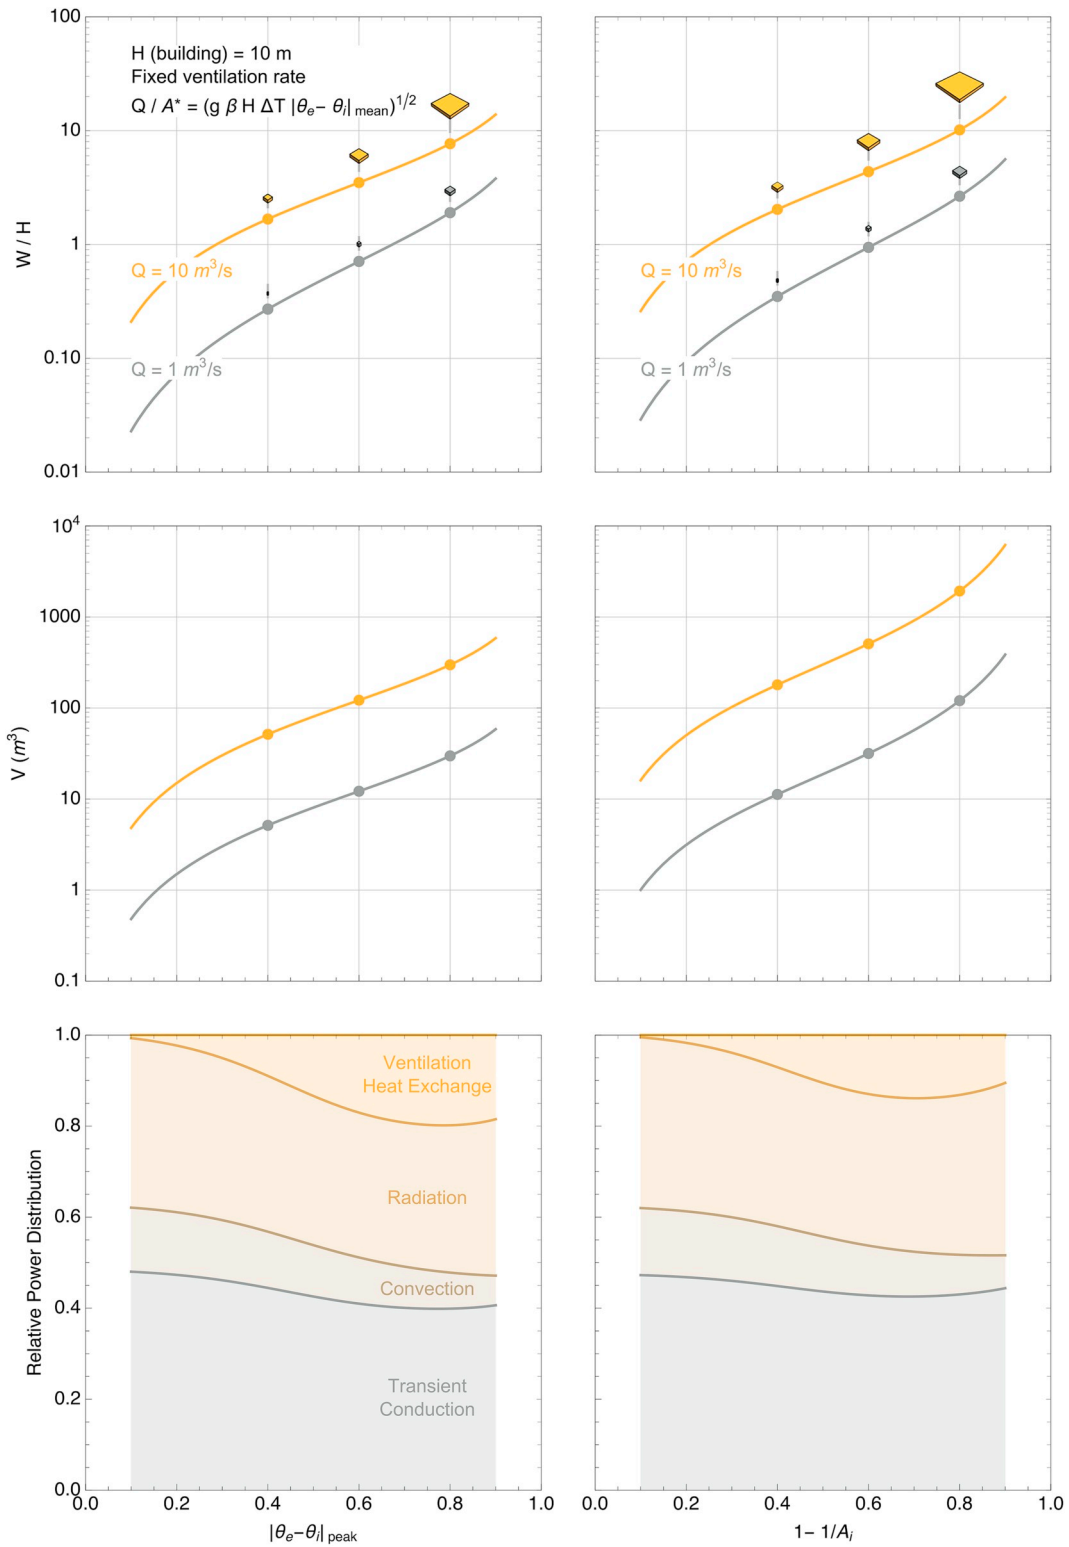 100
10
1
0.10
0.01
W / H
H (building) = 10 m
Fixed ventilation rate
Q / A* = (g β H ΔT |θe− θi| mean)1/2
Q = 10 m3/s
Q = 1 m3/s
Q = 10 m3/s
Q = 1 m3/s
104
1000
100
10
1
0.1
V (m3)
1.0
0.8
0.6
0.4
0.2
0.0
Relative Power Distribution
Ventilation
Heat Exchange
Radiation
Convection
Transient
Conduction
0.0 0.2 0.4 0.6 0.8 1.0
|θe−θi| peak
0.0 0.2 0.4 0.6 0.8 1.0
1− 1/Ai